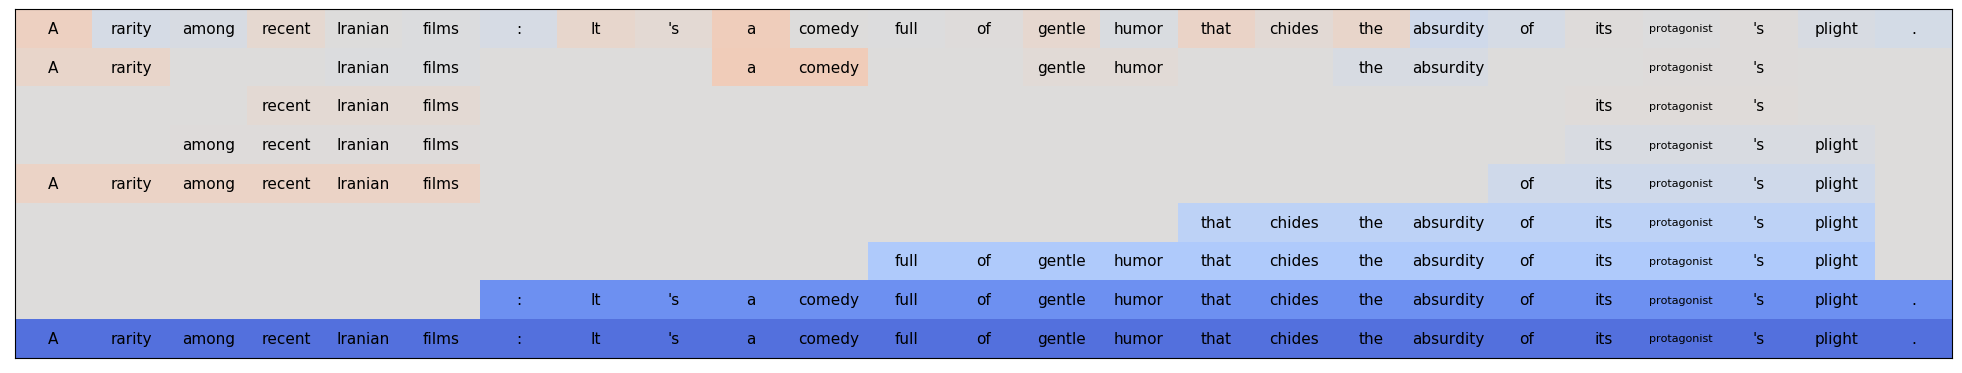 A rarity among recent Iranian films : It 's a comedy full of gentle humor that chides the absurdity of its protagonist 's plight .
A rarity Iranian films a comedy gentle humor the absurdity protagonist 's
recent Iranian films its protagonist 's
among recent Iranian films its protagonist 's plight
A rarity among recent Iranian films of its protagonist 's plight
that chides the absurdity of its protagonist 's plight
full of gentle humor that chides the absurdity of its protagonist 's plight
: It 's a comedy full of gentle humor that chides the absurdity of its protagonist 's plight .
A rarity among recent Iranian films : It 's a comedy full of gentle humor that chides the absurdity of its protagonist 's plight .